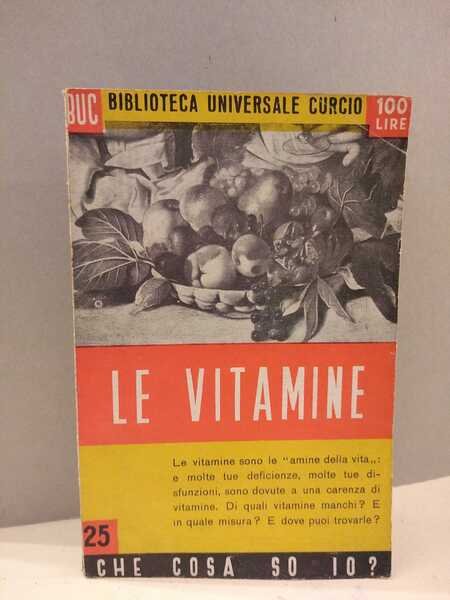 BUC BIBLIOTECA UNIVERSALE CURCIO 100
LIRE
LE VITAMINE
Le vitamine sono le "amine della vita„:
e molte tue deficienze, molte tue di-
sfunzioni, sono dovute a una carenza di
vitamine. Di quali vitamine manchi? E
in quale misura? E dove puoi trovarle?
25
CHE COSA SO IO?